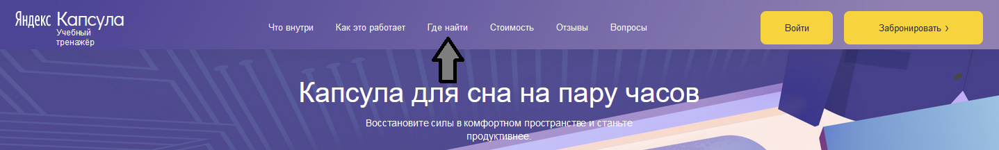 Яндекс Капсула
Учебный
тренажёр
Что внутри Как это работает Где найти Стоимость Отзывы Вопросы Войти Забронировать
Капсула для сна на пару часов
Восстановите силы в комфортном пространстве и станьте
продуктивнее.